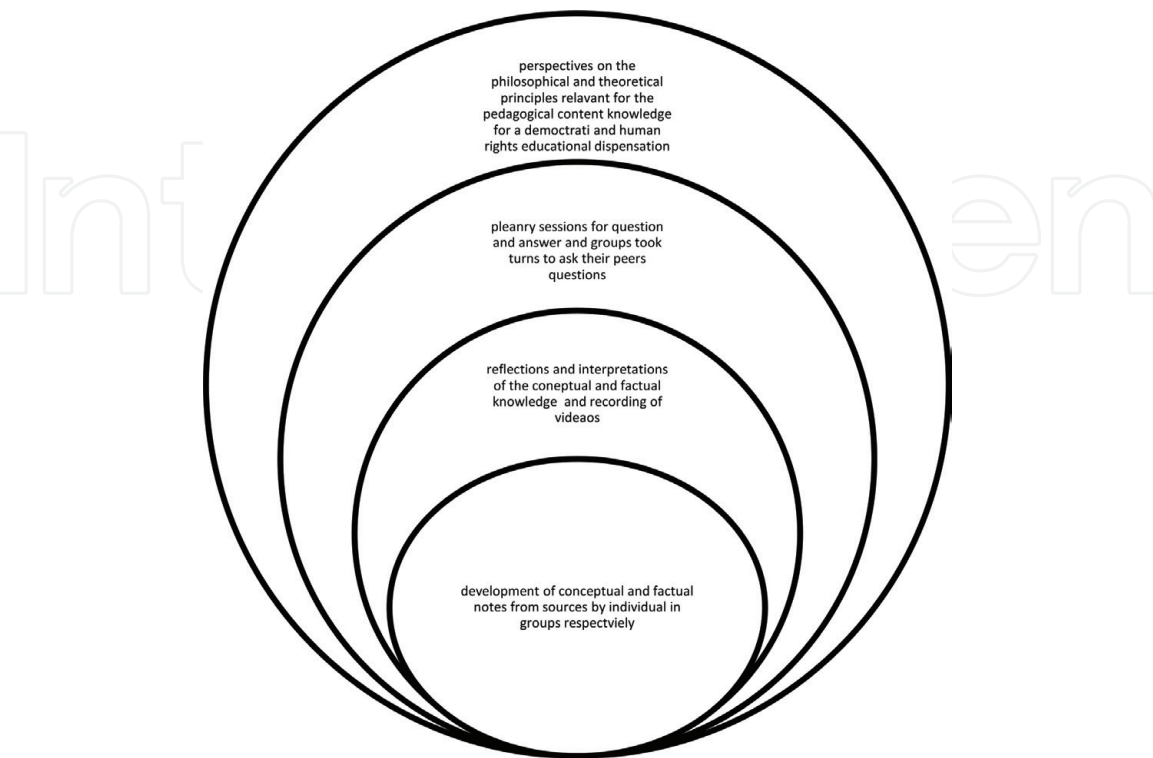 perspectives on the
philosophical and theoretical
principles relavant for the
pedagogical content knowledge
for a democtrati and human
rights educational dispensation
pleanry sessions for question
and answer and groups took
turns to ask their peers
questions
reflections and interpretations
of the coneptual and factual
knowledge and recording of
videaos
development of conceptual and factual
notes from sources by individual in
groups respectviely
Int
en